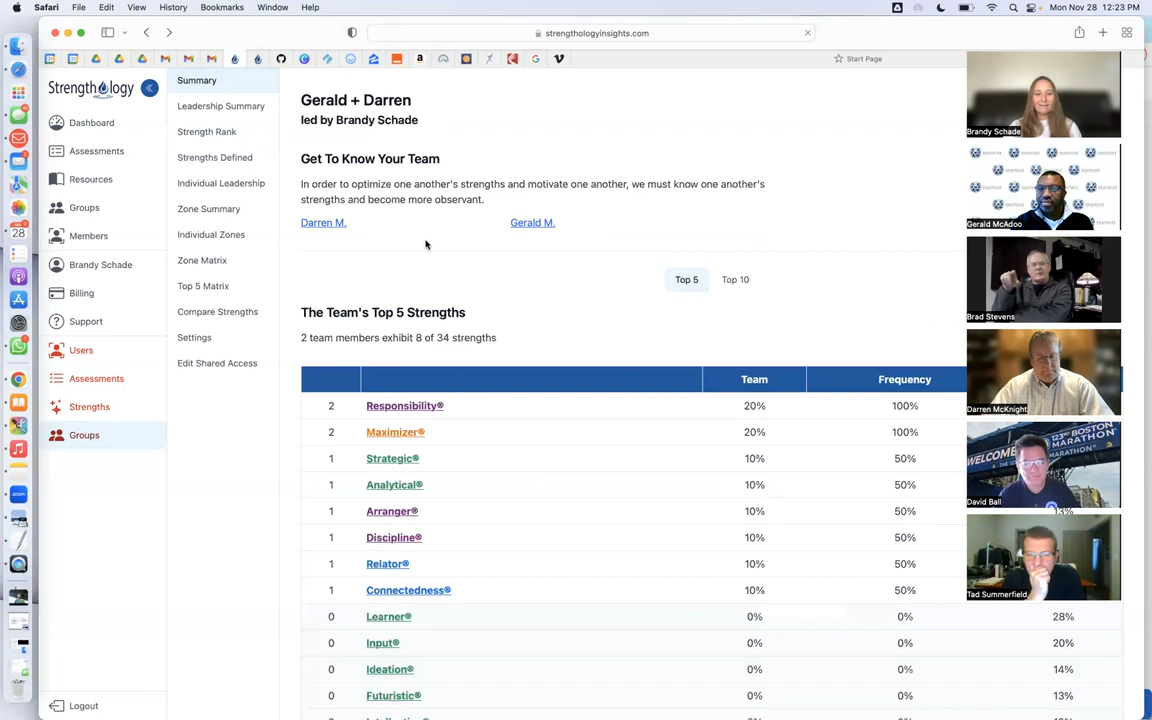 Safari File Edit View History Bookmarks Window Help
Mon Nov 28 12:23 PM
strengthologyinsights.com
Start Page
Strengthology
Dashboard
Assessments
Resources
Groups
Members
Brandy Schade
Billing
Support
Users
Assessments
Strengths
Groups
Logout
Summary
Leadership Summary
Strength Rank
Strengths Defined
Individual Leadership
Zone Summary
Individual Zones
Zone Matrix
Top 5 Matrix
Compare Strengths
Settings
Edit Shared Access
Gerald + Darren
led by Brandy Schade
Get To Know Your Team
In order to optimize one another's strengths and motivate one another, we must know one another's
strengths and become more observant.
Darren M. Gerald M.
Top 5 Top 10
The Team's Top 5 Strengths
2 team members exhibit 8 of 34 strengths
Team Frequency
2 Responsibility® 20% 100%
2 Maximizer® 20% 100%
1 Strategic® 10% 50%
1 Analytical® 10% 50%
1 Arranger® 10% 50% 13%
1 Discipline® 10% 50%
1 Relator® 10% 50%
1 Connectedness® 10% 50%
0 Learner® 0% 0% 28%
0 Input® 0% 0% 20%
0 Ideation® 0% 0% 14%
0 Futuristic® 0% 0% 13%
Brandy Schade
Gerald McAdoo
Brad Stevens
Darren McKnight
WELCOME
123RD BOSTON
MARATHON
David Ball
Tad Summerfield